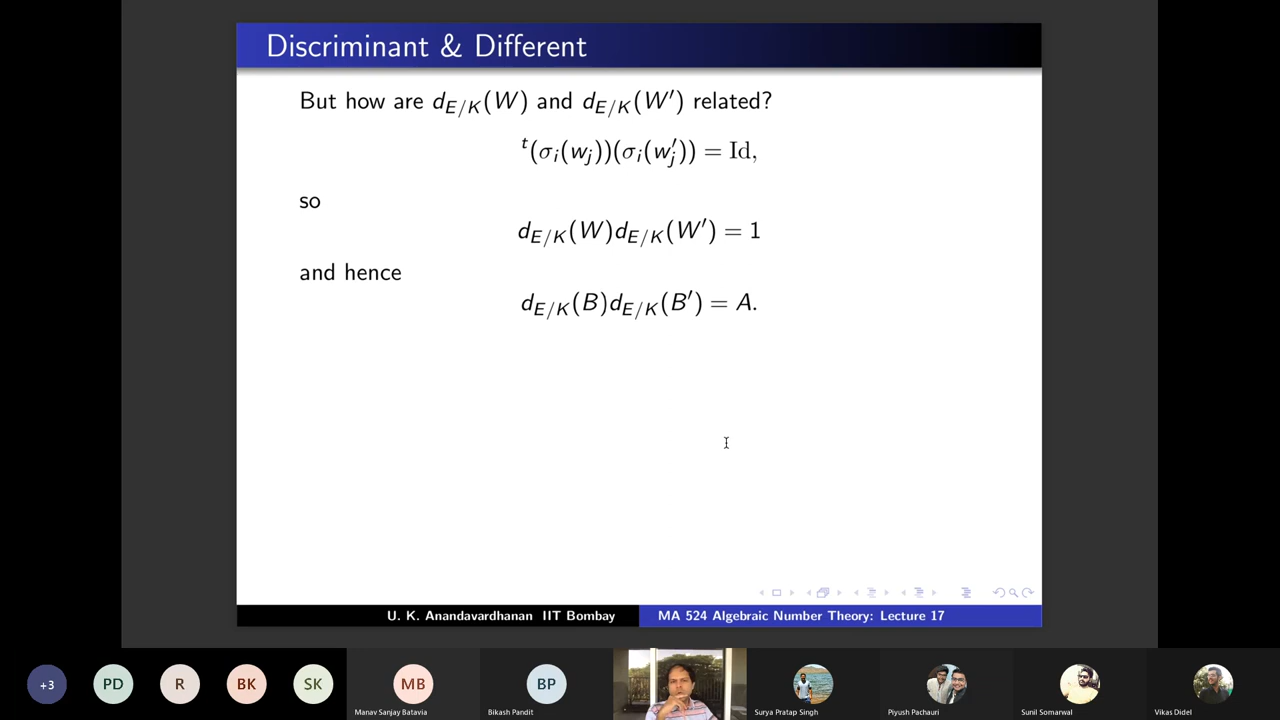 Discriminant & Different
But how are d_{E/K}(W) and d_{E/K}(W′) related?
^t(σ_i(w_j))(σ_i(w′_j)) = Id,
so
d_{E/K}(W)d_{E/K}(W′) = 1
and hence
d_{E/K}(B)d_{E/K}(B′) = A.
U. K. Anandavardhanan IIT Bombay
MA 524 Algebraic Number Theory: Lecture 17
+3
PD
R
BK
SK
MB
BP
Manav Sanjay Batavia
Bikash Pandit
Surya Pratap Singh
Piyush Pachauri
Sunil Somarwal
Vikas Didel